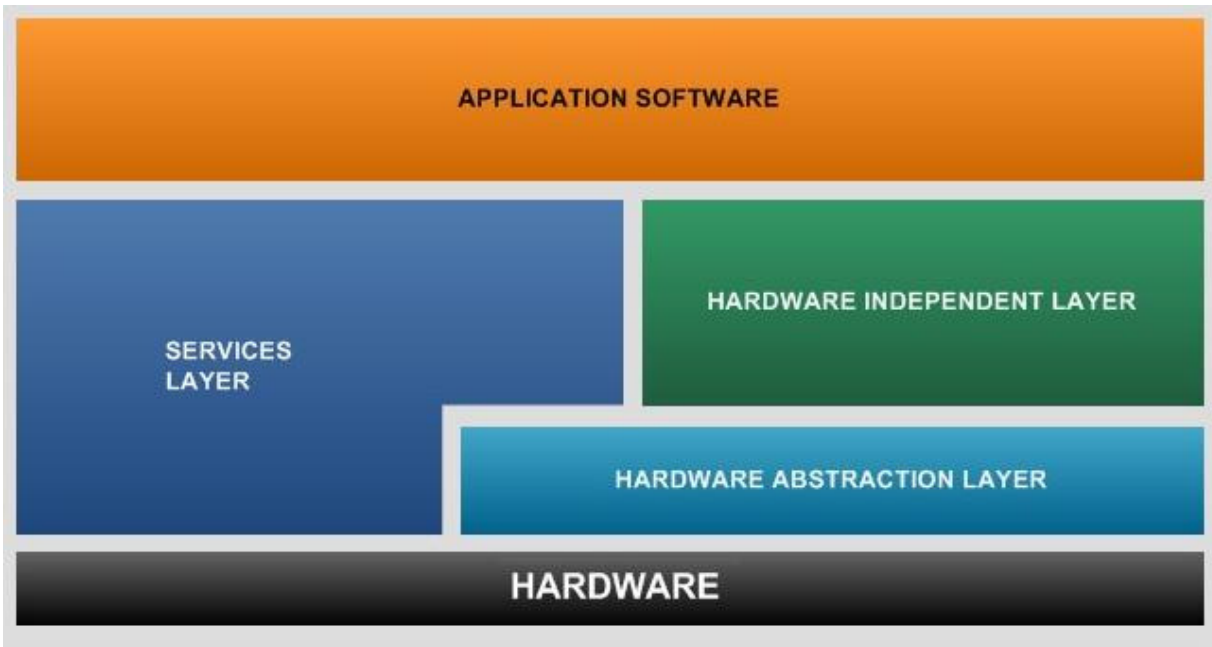 APPLICATION SOFTWARE
HARDWARE INDEPENDENT LAYER
SERVICES
LAYER
HARDWARE ABSTRACTION LAYER
HARDWARE